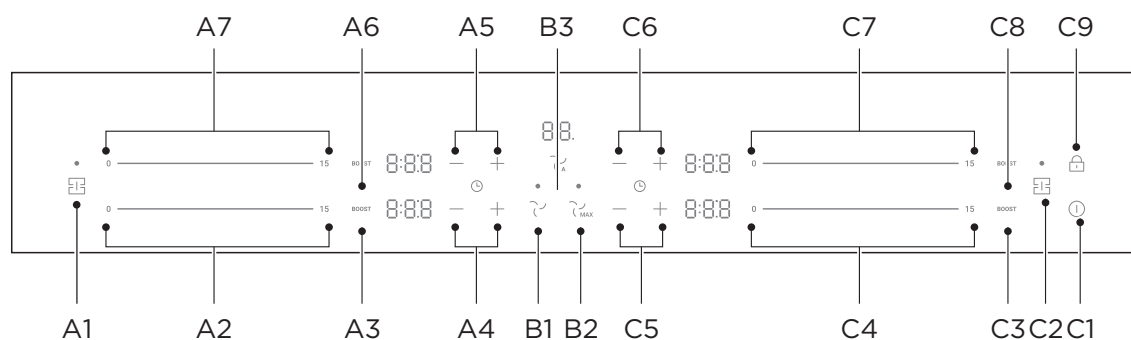 A7 A6 A5 B3 C6 C7 C8 C9
88.
0 15 BOOST 8:8.8 − + A − + 8:8.8 0 15 BOOST
0 15 BOOST 8:8.8 − + MAX − + 8:8.8 0 15 BOOST
A1 A2 A3 A4 B1 B2 C5 C4 C3 C2 C1